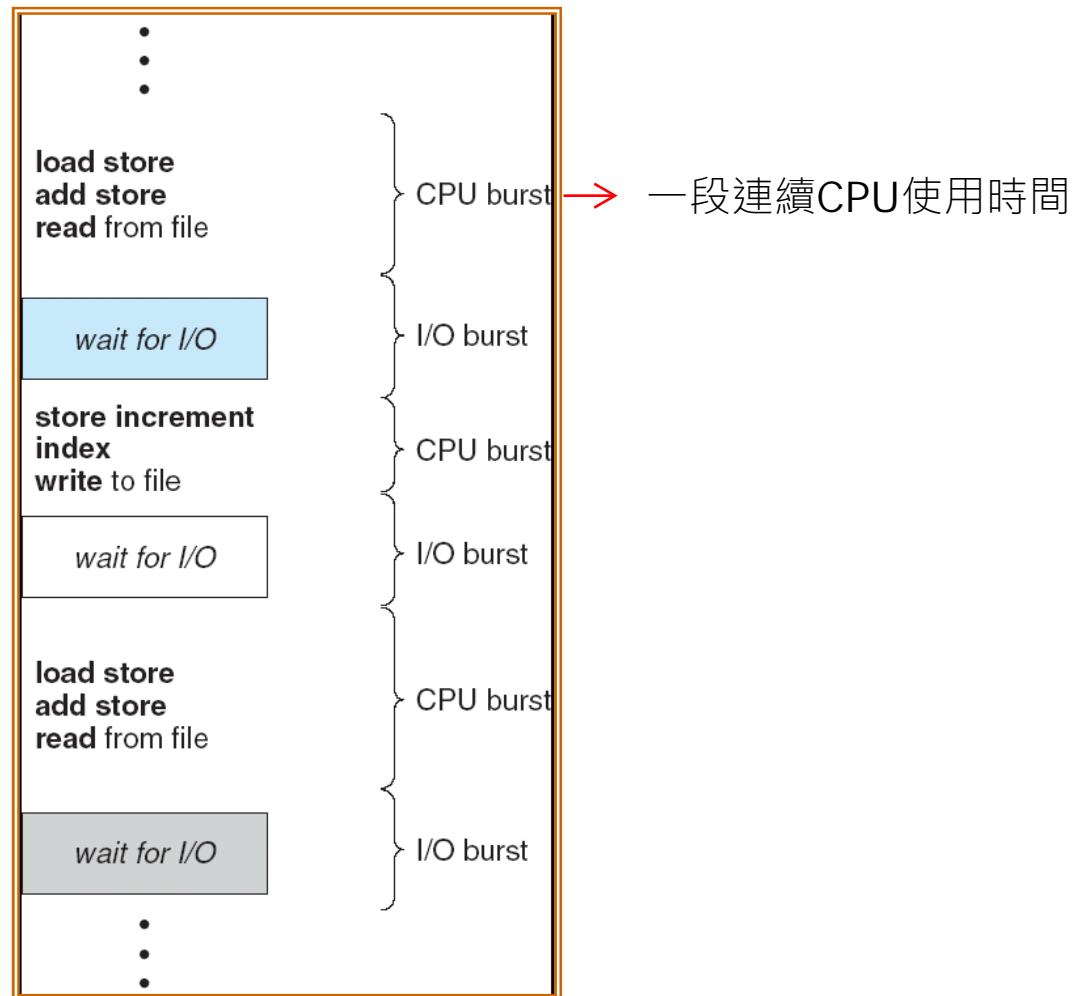 load store
add store
read from file
CPU burst
一段連續CPU使用時間
wait for I/O
I/O burst
store increment
index
write to file
CPU burst
wait for I/O
I/O burst
load store
add store
read from file
CPU burst
wait for I/O
I/O burst